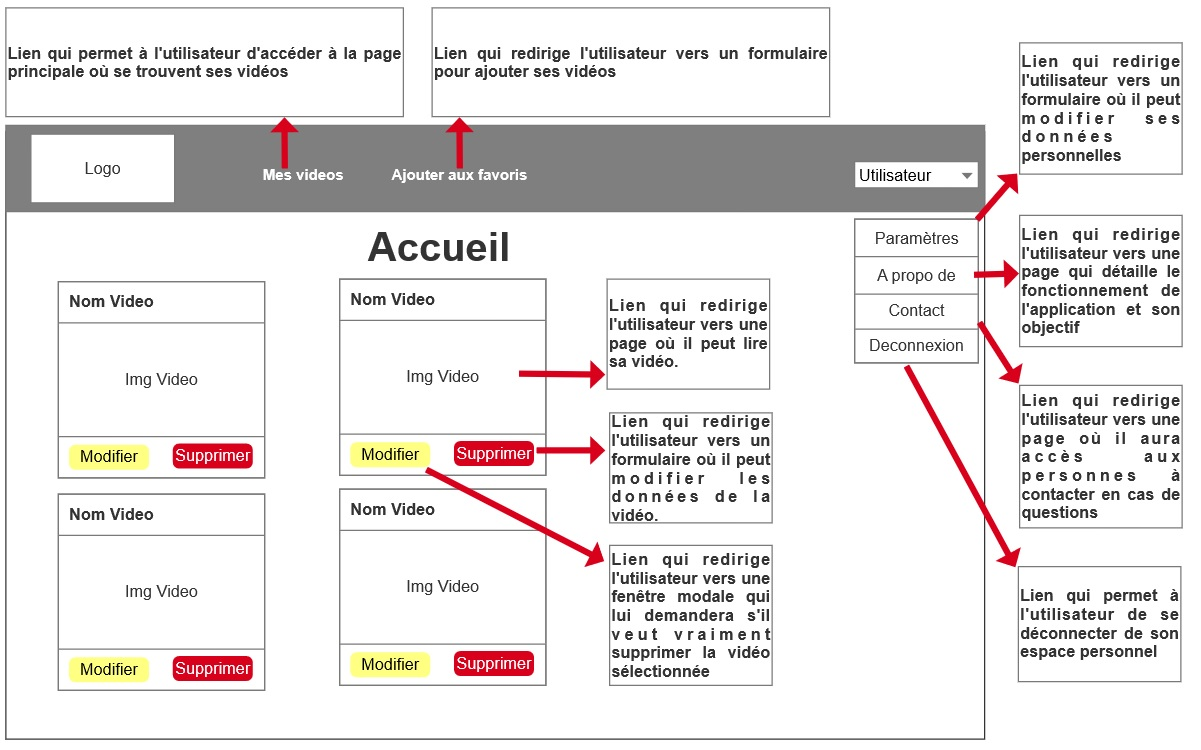 Lien qui permet à l'utilisateur d'accéder à la page
principale où se trouvent ses vidéos
Lien qui redirige l'utilisateur vers un formulaire
pour ajouter ses vidéos
Lien qui redirige
l'utilisateur vers un
formulaire où il peut
modifier ses
données
personnelles
Logo
Mes videos
Ajouter aux favoris
Utilisateur
Accueil
Paramètres
A propo de
Contact
Deconnexion
Lien qui redirige
l'utilisateur vers une
page qui détaille le
fonctionnement de
l'application et son
objectif
Nom Video
Img Video
Modifier
Supprimer
Nom Video
Img Video
Modifier
Supprimer
Lien qui redirige
l'utilisateur vers une
page où il peut lire
sa vidéo.
Lien qui redirige
l'utilisateur vers un
formulaire où il peut
modifier les
données de la
vidéo.
Lien qui redirige
l'utilisateur vers une
page où il aura
accès aux
personnes à
contacter en cas de
questions
Nom Video
Img Video
Modifier
Supprimer
Nom Video
Img Video
Modifier
Supprimer
Lien qui redirige
l'utilisateur vers une
fenêtre modale qui
lui demandera s'il
veut vraiment
supprimer la vidéo
sélectionnée
Lien qui permet à
l'utilisateur de se
déconnecter de son
espace personnel